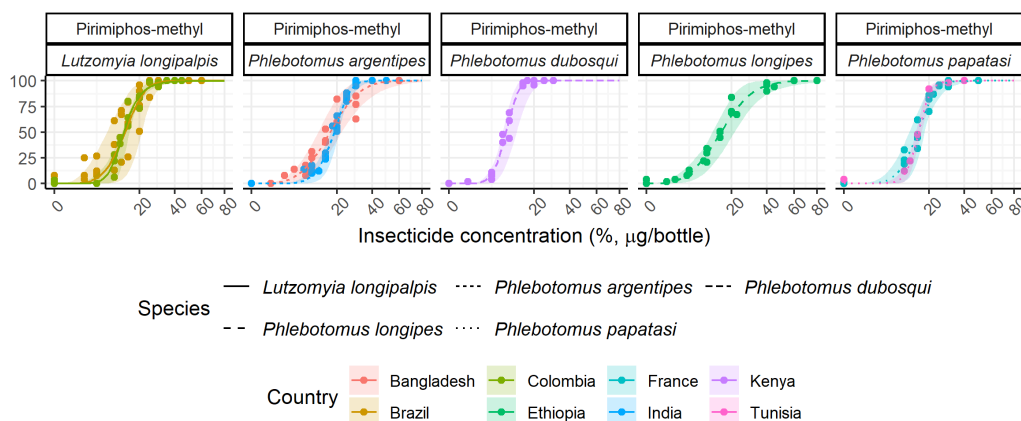 Pirimiphos-methyl Pirimiphos-methyl Pirimiphos-methyl Pirimiphos-methyl Pirimiphos-methyl
Lutzomyia longipalpis Phlebotomus argentipes Phlebotomus dubosqui Phlebotomus longipes Phlebotomus papatasi
100
75
50
25
0
0 20 40 60 80 0 20 40 60 80 0 20 40 60 80 0 20 40 60 80 0 20 40 60 80
Insecticide concentration (%, μg/bottle)
Species
Lutzomyia longipalpis Phlebotomus argentipes Phlebotomus dubosqui
Phlebotomus longipes Phlebotomus papatasi
Country
Bangladesh Colombia France Kenya
Brazil Ethiopia India Tunisia